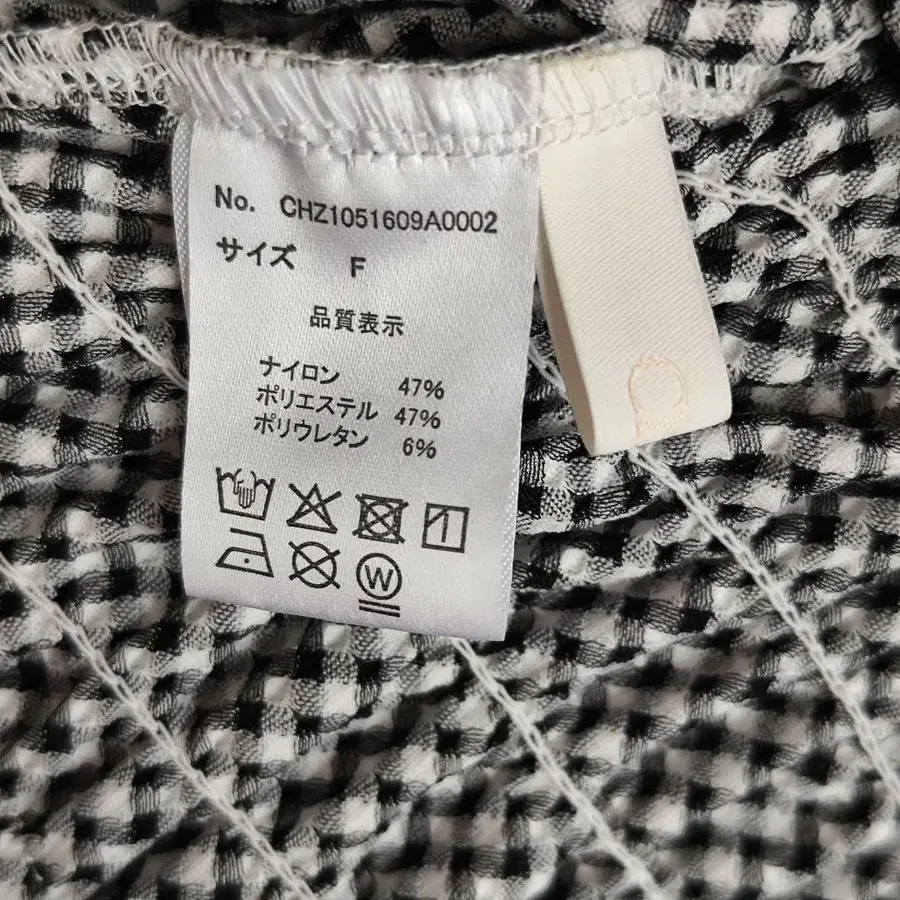 No. CHZ1051609A0002
サイズ F
品質表示
ナイロン 47%
ポリエステル 47%
ポリウレタン 6%
W